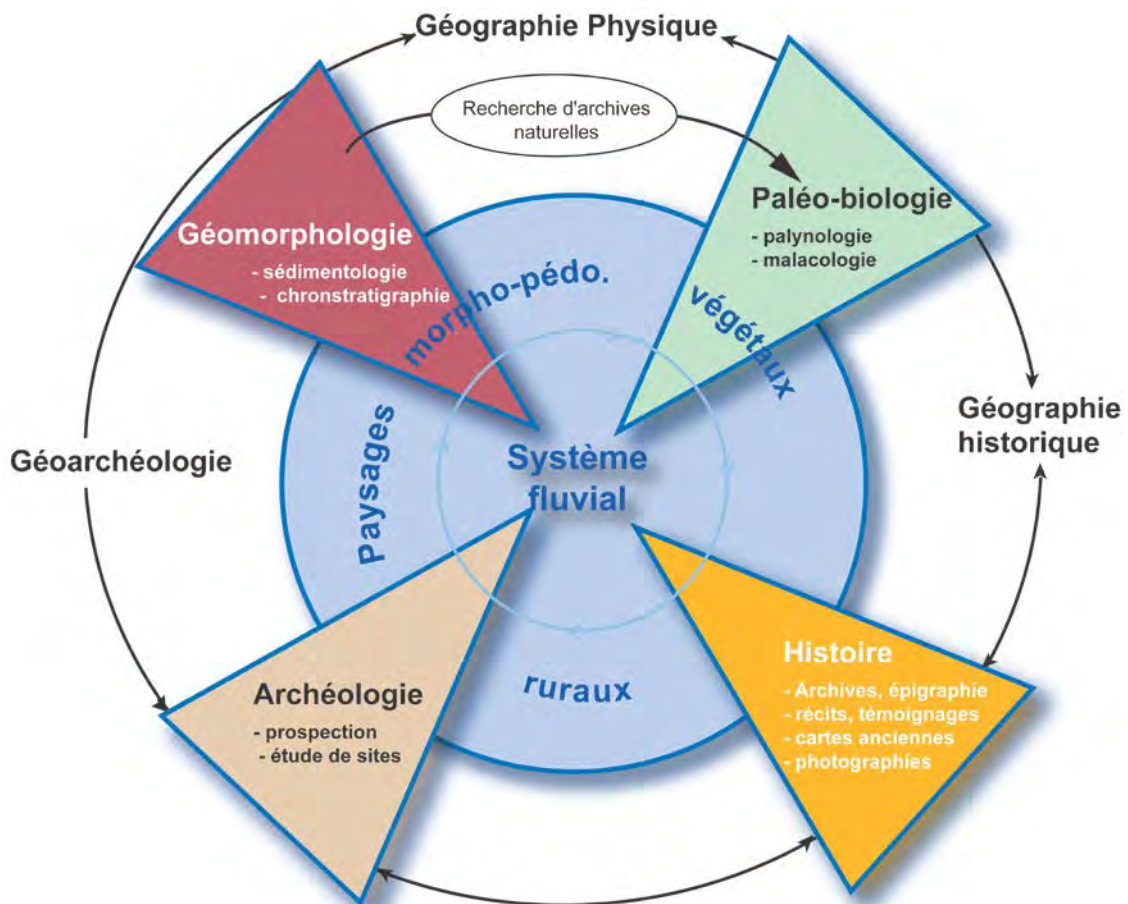 Géographie Physique
Recherche d'archives
naturelles
Géomorphologie
- sédimentologie
- chronstratigraphie
Paléo-biologie
- palynologie
- malacologie
morpho-pédo.
végétaux
Paysages
ruraux
Système
fluvial
Géoarchéologie
Géographie
historique
Archéologie
- prospection
- étude de sites
Histoire
- Archives, épigraphie
- récits, témoignages
- cartes anciennes
- photographies